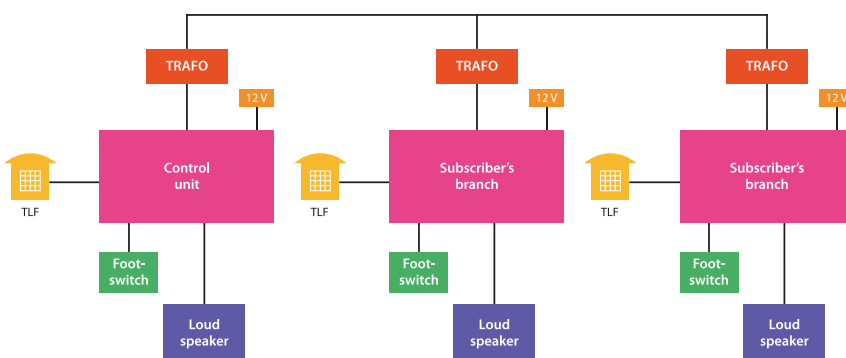 TRAFO
TRAFO
TRAFO
12 V
12 V
12 V
Control
unit
Subscriber's
branch
Subscriber's
branch
TLF
TLF
TLF
Foot-
switch
Foot-
switch
Foot-
switch
Loud
speaker
Loud
speaker
Loud
speaker